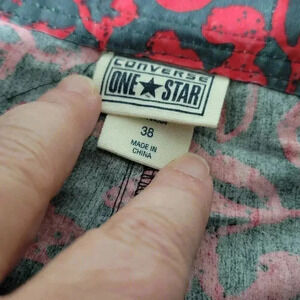 CONVERSE
ONE★STAR
38
MADE IN
CHINA